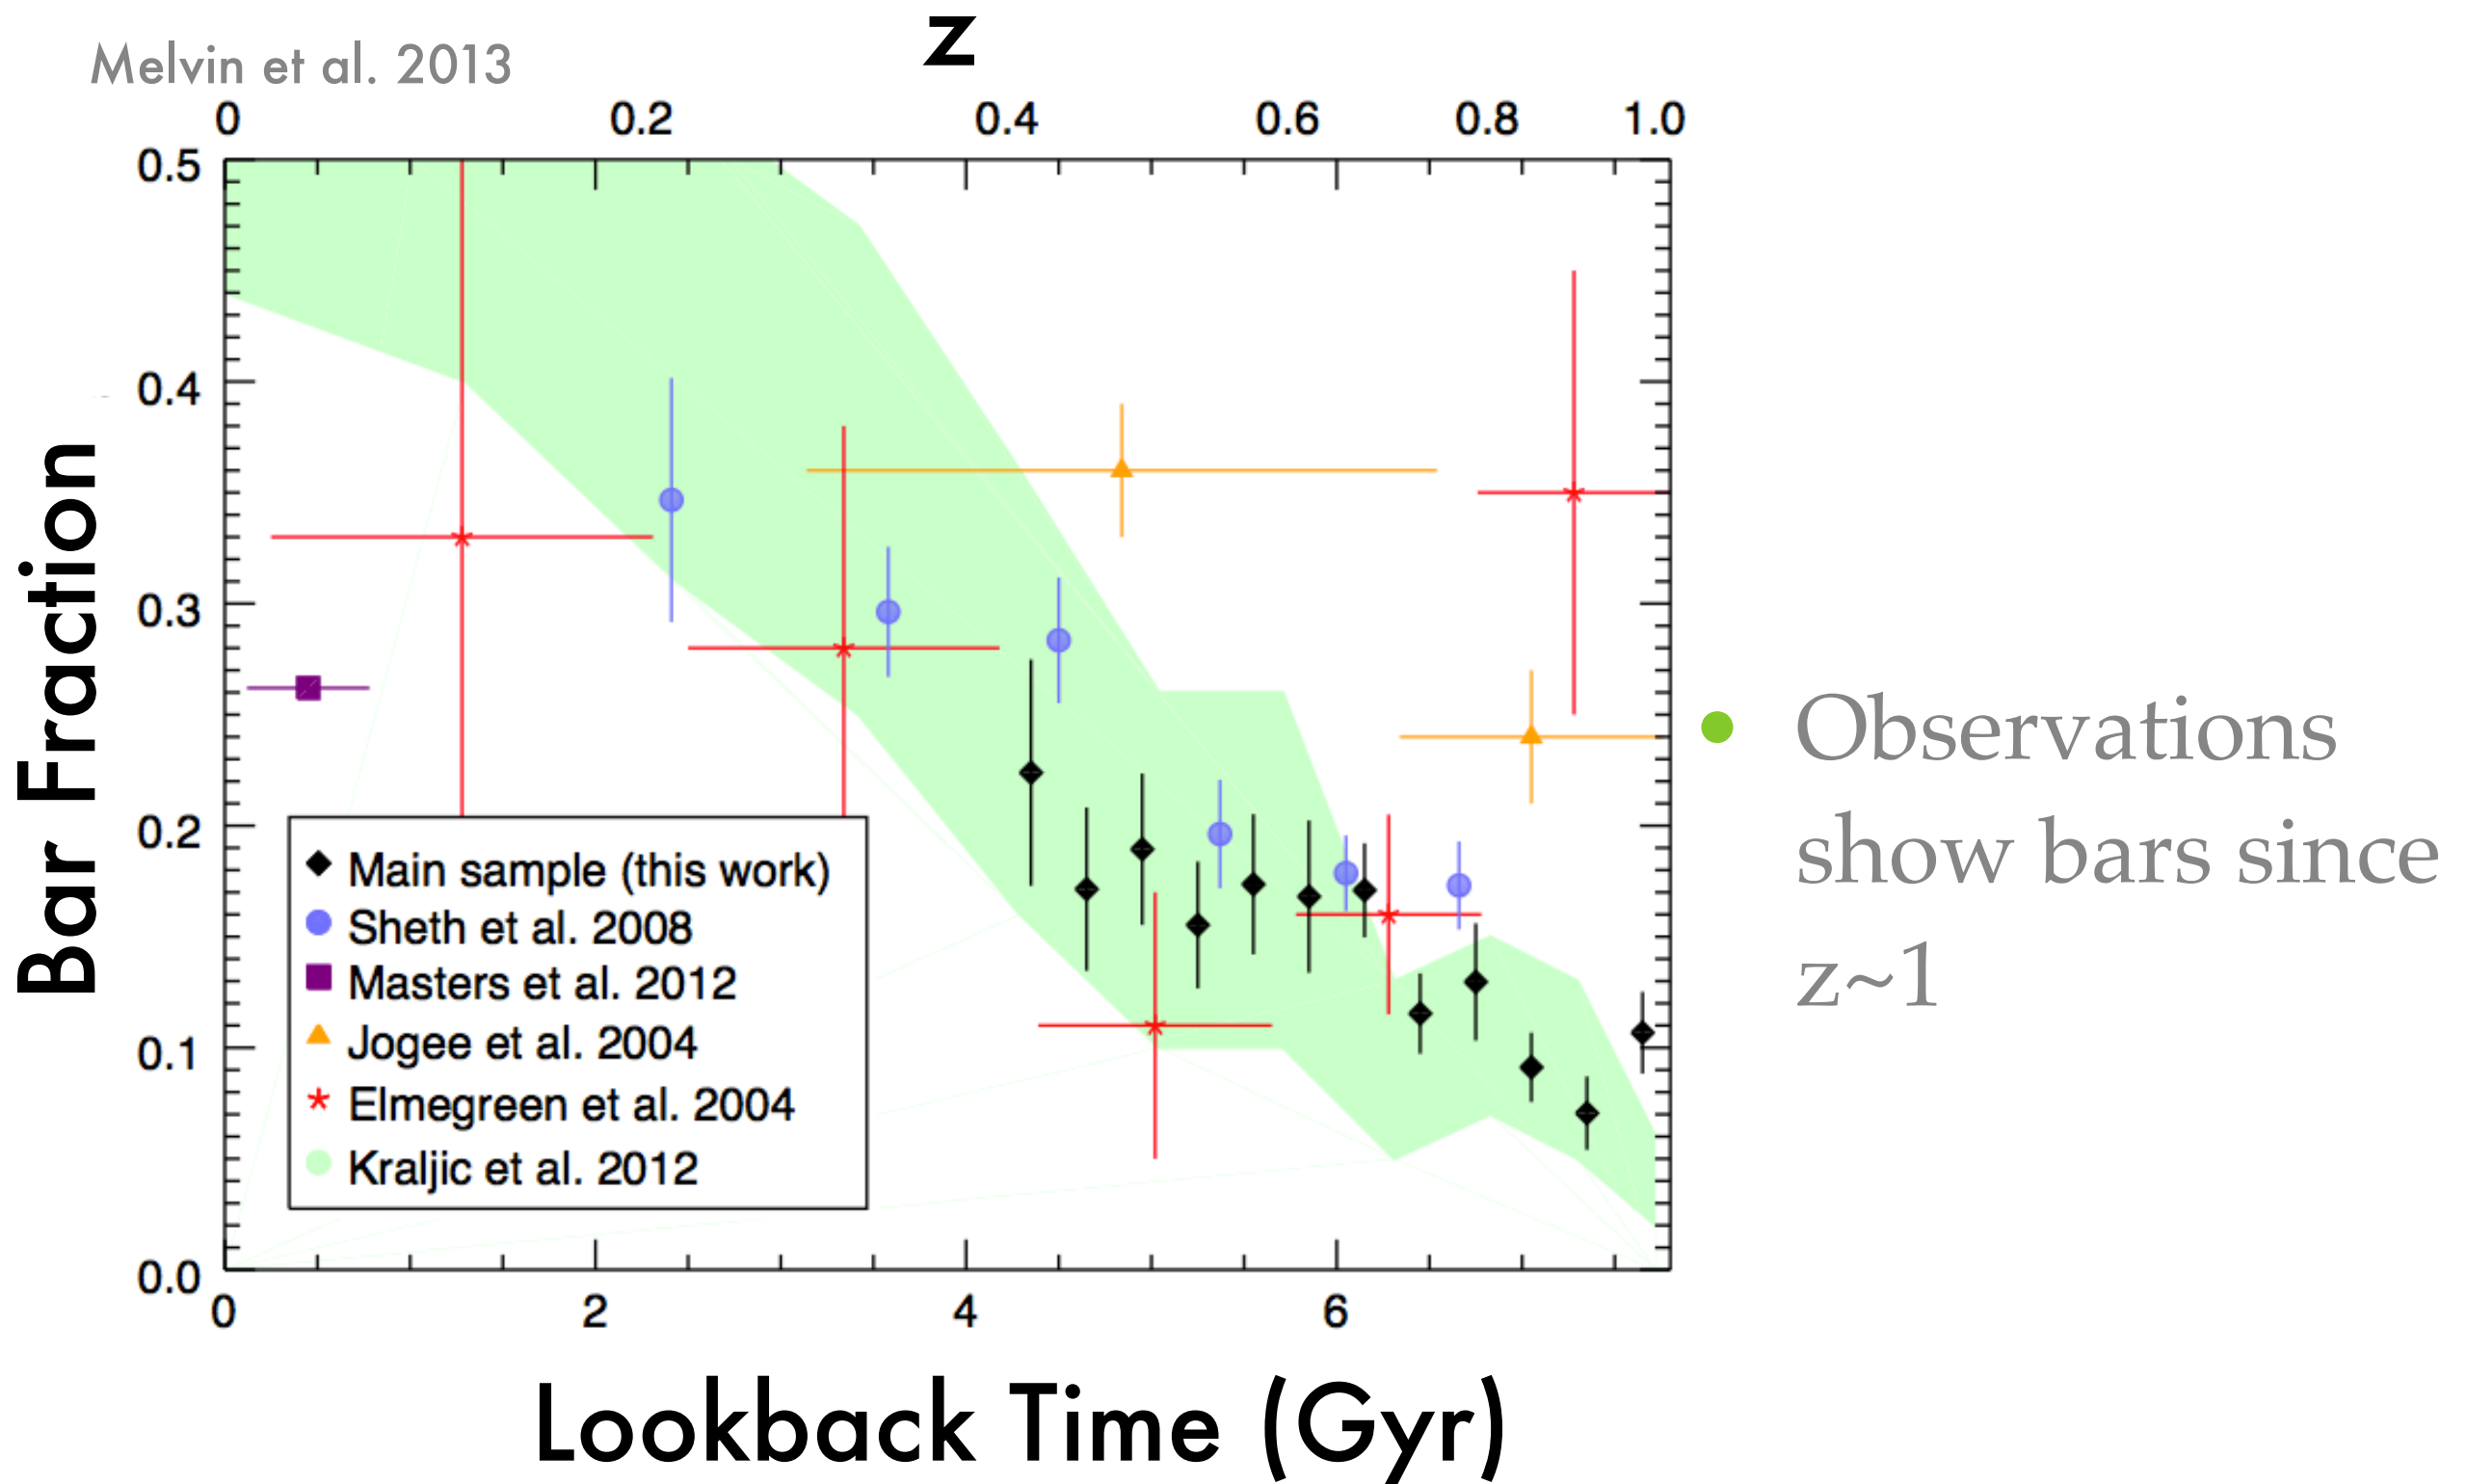 Melvin et al. 2013
z
0 0.2 0.4 0.6 0.8 1.0
0.5
0.4
0.3
0.2
0.1
0.0
Bar Fraction
Main sample (this work)
Sheth et al. 2008
Masters et al. 2012
Jogee et al. 2004
Elmegreen et al. 2004
Kraljic et al. 2012
0 2 4 6
Lookback Time (Gyr)
• Observations
show bars since
z~1